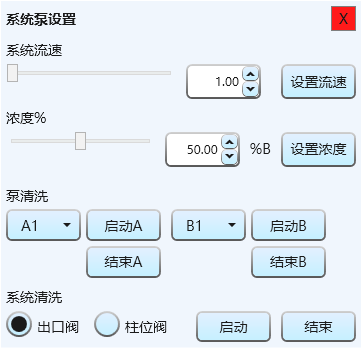 系统泵设置 X
系统流速
1.00 设置流速
浓度%
50.00 %B 设置浓度
泵清洗
A1 启动A B1 启动B
结束A 结束B
系统清洗
出口阀 柱位阀 启动 结束